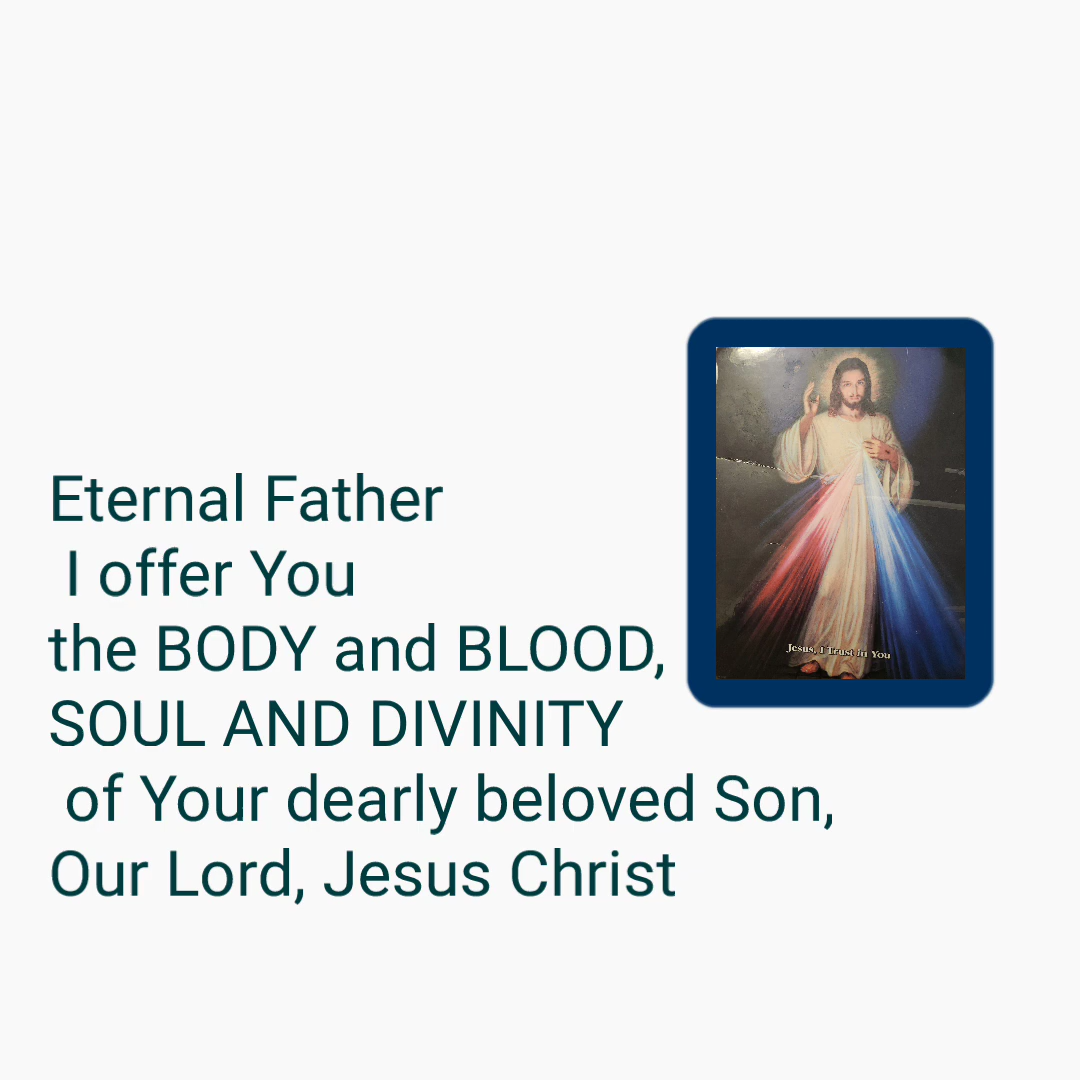 Eternal Father
I offer You
the BODY and BLOOD,
SOUL AND DIVINITY
of Your dearly beloved Son,
Our Lord, Jesus Christ
Jesus, I Trust In You